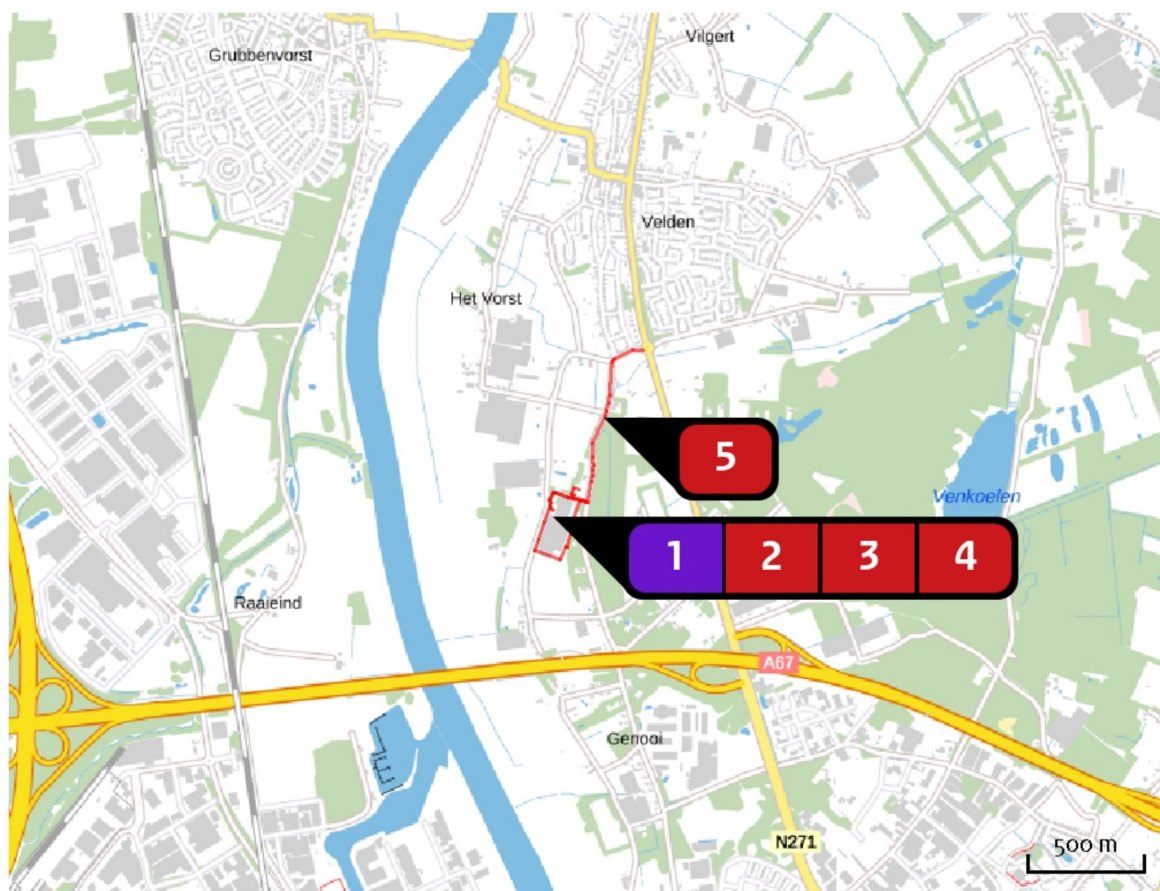 Vilgert
Grubbenvorst
Velden
Het Vorst
5
Venkoelen
1 2 3 4
Raaieind
A67
Genooi
N271
500 m